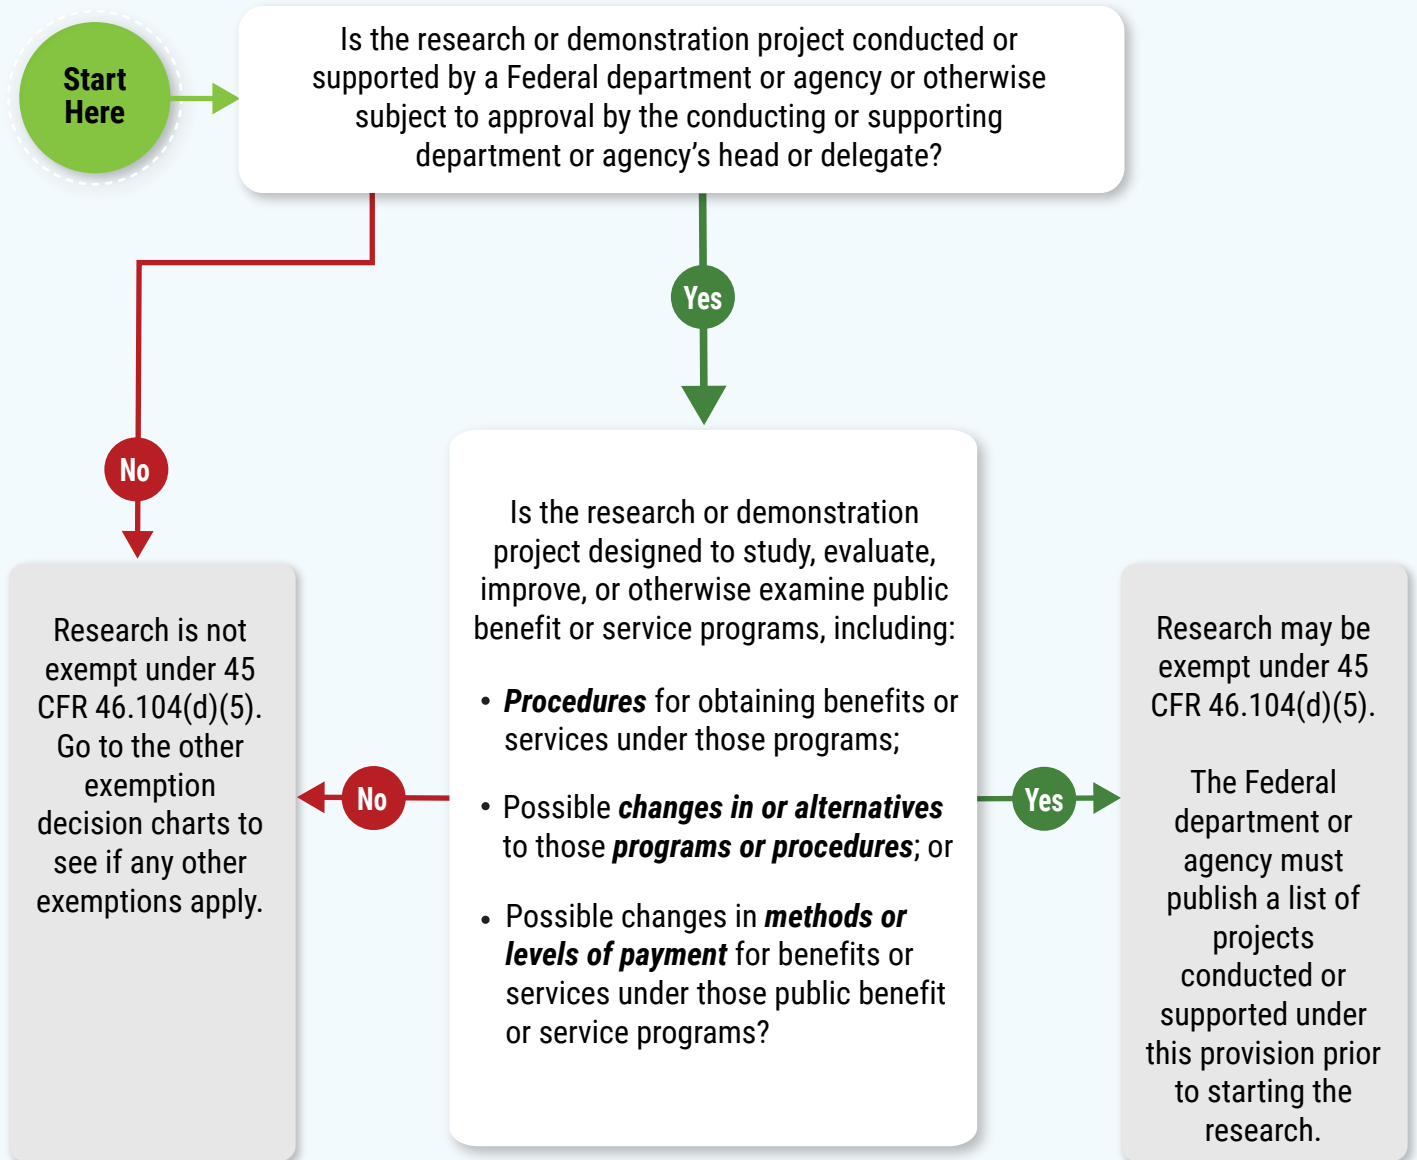 Start
Here
Is the research or demonstration project conducted or
supported by a Federal department or agency or otherwise
subject to approval by the conducting or supporting
department or agency’s head or delegate?
Yes
No
Research is not
exempt under 45
CFR 46.104(d)(5).
Go to the other
exemption
decision charts to
see if any other
exemptions apply.
No
Is the research or demonstration
project designed to study, evaluate,
improve, or otherwise examine public
benefit or service programs, including:
• Procedures for obtaining benefits or
services under those programs;
• Possible changes in or alternatives
to those programs or procedures; or
• Possible changes in methods or
levels of payment for benefits or
services under those public benefit
or service programs?
Yes
Research may be
exempt under 45
CFR 46.104(d)(5).
The Federal
department or
agency must
publish a list of
projects
conducted or
supported under
this provision prior
to starting the
research.